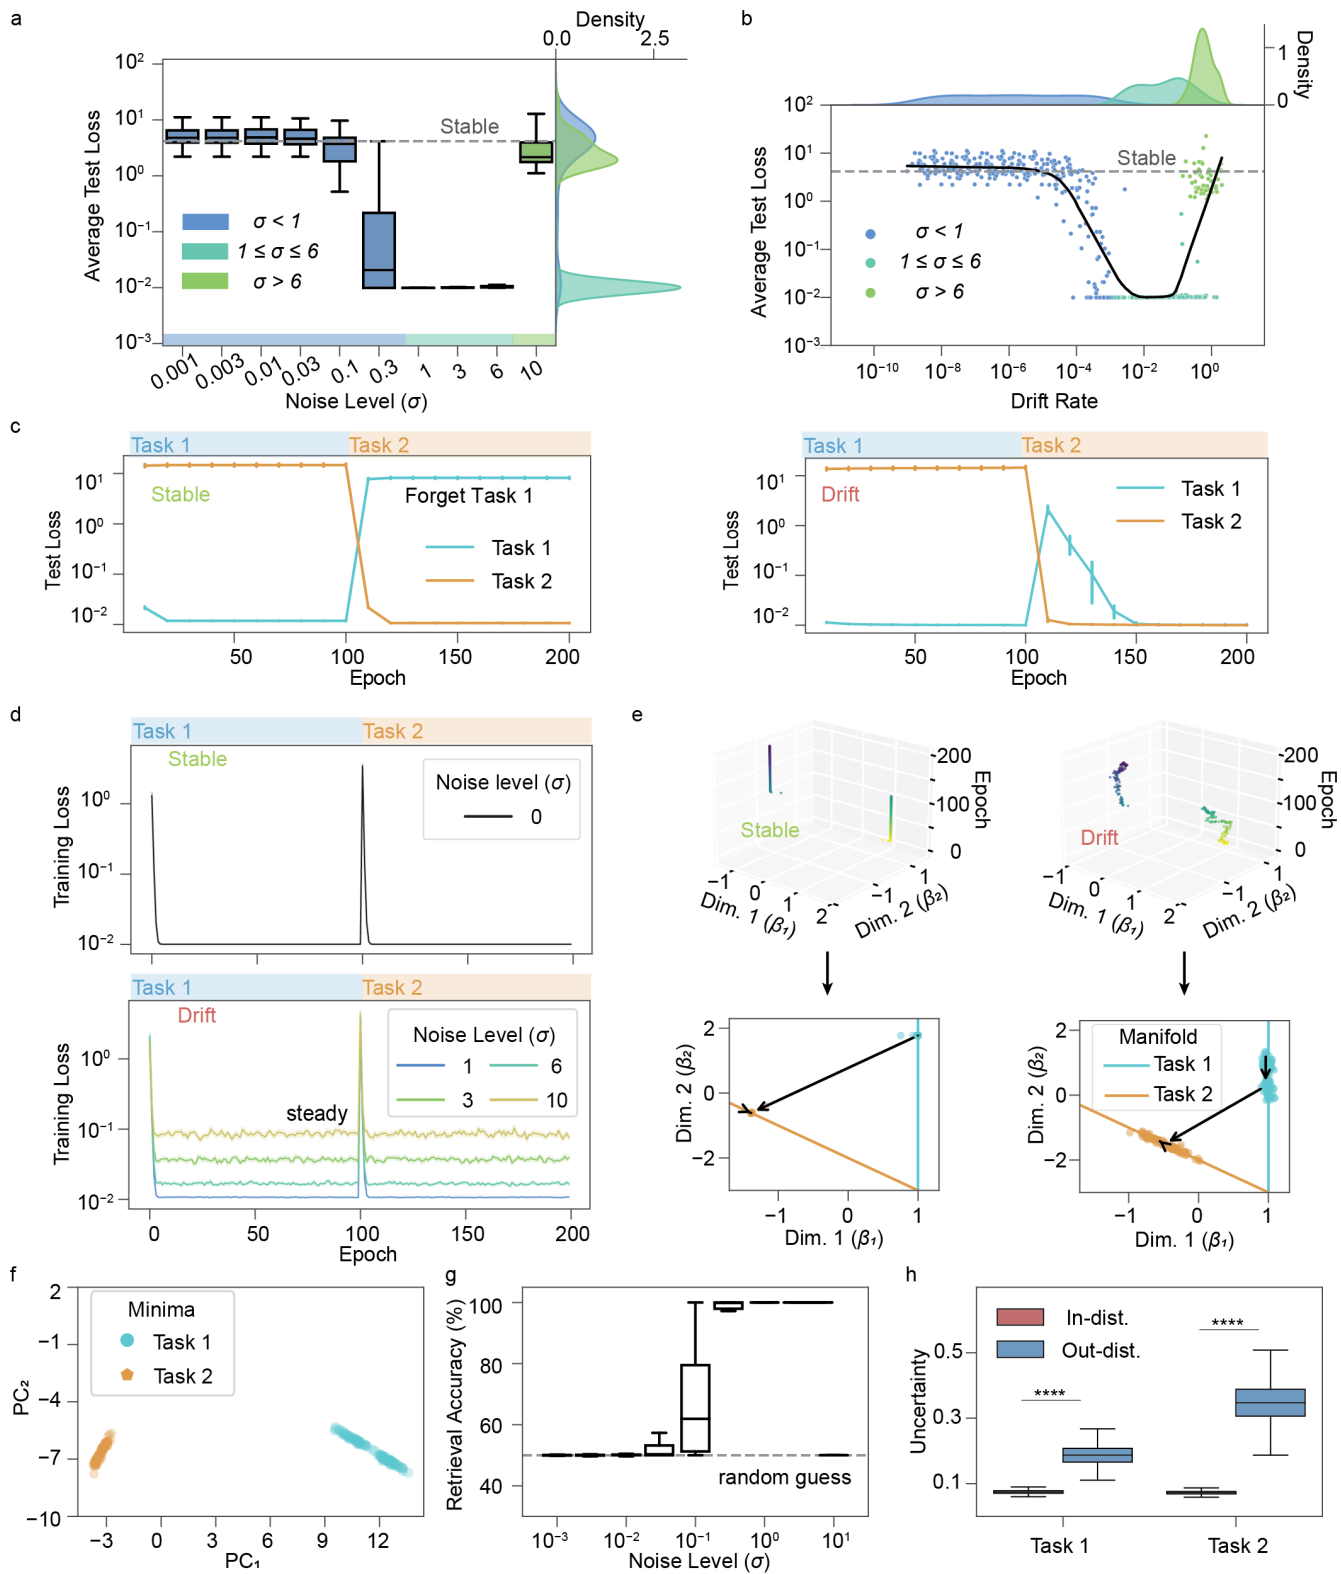 a
Density
0.0
2.5
10²
10¹
10⁰
10⁻¹
10⁻²
10⁻³
Average Test Loss
Stable
σ < 1
1 ≤ σ ≤ 6
σ > 6
0.001 0.003 0.01 0.03 0.1 0.3 1 3 6 10
Noise Level (σ)
b
1
0
Density
10²
10¹
10⁰
10⁻¹
10⁻²
10⁻³
Average Test Loss
Stable
σ < 1
1 ≤ σ ≤ 6
σ > 6
10⁻¹⁰ 10⁻⁸ 10⁻⁶ 10⁻⁴ 10⁻² 10⁰
Drift Rate
c
Task 1 Task 2
10¹
10⁰
10⁻¹
10⁻²
Test Loss
Stable
Forget Task 1
Task 1
Task 2
50 100 150 200
Epoch
Task 1 Task 2
10¹
10⁰
10⁻¹
10⁻²
Test Loss
Drift
Task 1
Task 2
50 100 150 200
Epoch
d
Task 1 Task 2
Stable
Noise level (σ)
0
10⁰
10⁻¹
10⁻²
Training Loss
Task 1 Task 2
Drift
Noise Level (σ)
1 6
3 10
steady
10⁰
10⁻¹
10⁻²
Training Loss
0 50 100 150 200
Epoch
e
200
100
0
Epoch
Stable
−1 0 1 2
Dim. 1 (β₁)
−1 1
Dim. 2 (β₂)
200
100
0
Epoch
Drift
−1 0 1 2
Dim. 1 (β₁)
−1 1
Dim. 2 (β₂)
2
0
−2
Dim. 2 (β₂)
−1 0 1
Dim. 1 (β₁)
2
0
−2
Dim. 2 (β₂)
Manifold
Task 1
Task 2
−1 0 1
Dim. 1 (β₁)
f
2
−1
−4
−7
−10
PC₂
Minima
Task 1
Task 2
−3 0 3 6 9 12
PC₁
g
100
80
60
40
Retrieval Accuracy (%)
random guess
10⁻³ 10⁻² 10⁻¹ 10⁰ 10¹
Noise Level (σ)
h
In-dist.
Out-dist.
****
****
0.5
0.3
0.1
Uncertainty
Task 1 Task 2